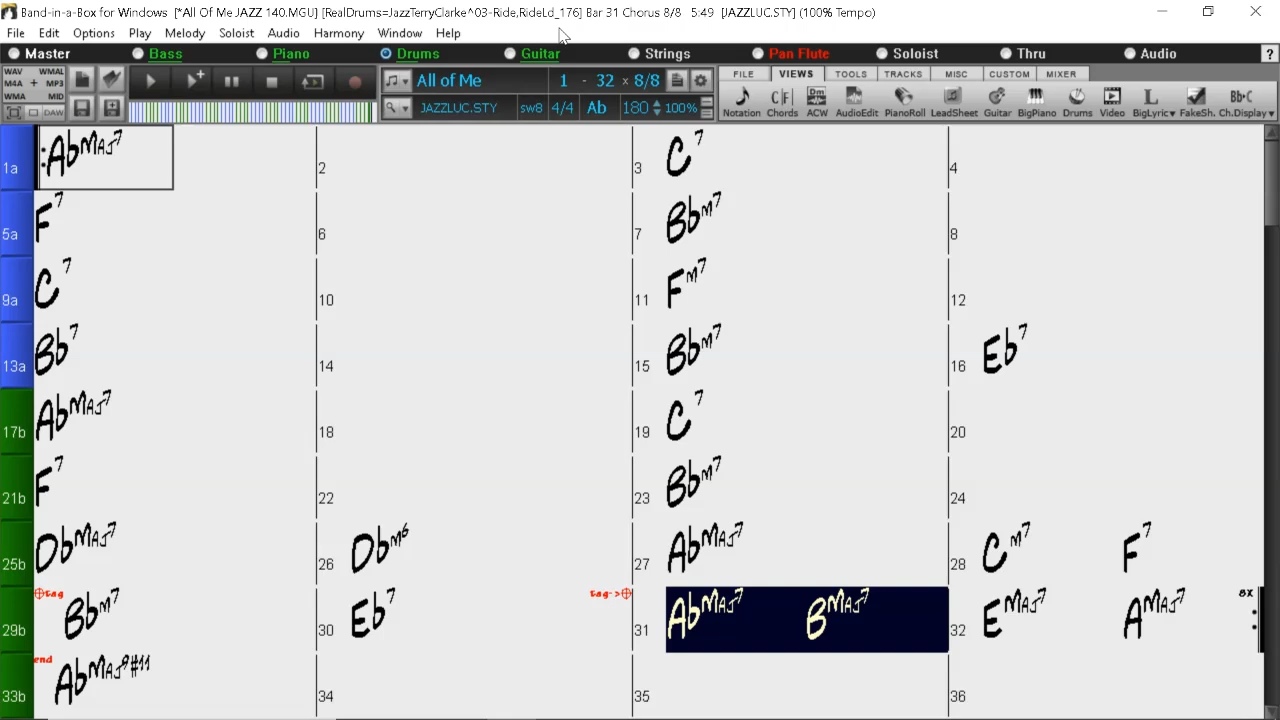 Band-in-a-Box for Windows [*All Of Me JAZZ 140.MGU] [RealDrums=JazzTerryClarke^03-Ride,RideLd_176] Bar 31 Chorus 8/8 5:49 [JAZZLUC.STY] (100% Tempo)
File Edit Options Play Melody Soloist Audio Harmony Window Help
Master Bass Piano Drums Guitar Strings Pan Flute Soloist Thru Audio ?
WAV WMAL
M4A + MP3
WMA MID
DAW
All of Me 1 - 32 x 8/8
JAZZLUC.STY sw8 4/4 Ab 180 100%
FILE VIEWS TOOLS TRACKS MISC CUSTOM MIXER
Notation Chords ACW AudioEdit PianoRoll LeadSheet Guitar BigPiano Drums Video BigLyric FakeSh. Ch.Display
1a :AbMAJ7 2 3 C7 4
5a F7 6 7 Bbm7 8
9a C7 10 11 Fm7 12
13a Bb7 14 15 Bbm7 16 Eb7
17b AbMAJ7 18 19 C7 20
21b F7 22 23 Bbm7 24
25b DbMAJ7 26 Dbm6 27 AbMAJ7 28 Cm7 F7
tag tag-> 8x
29b Bbm7 30 Eb7 31 AbMAJ7 BMAJ7 32 EMAJ7 AMAJ7 :
end
33b AbMAJ9#11 34 35 36